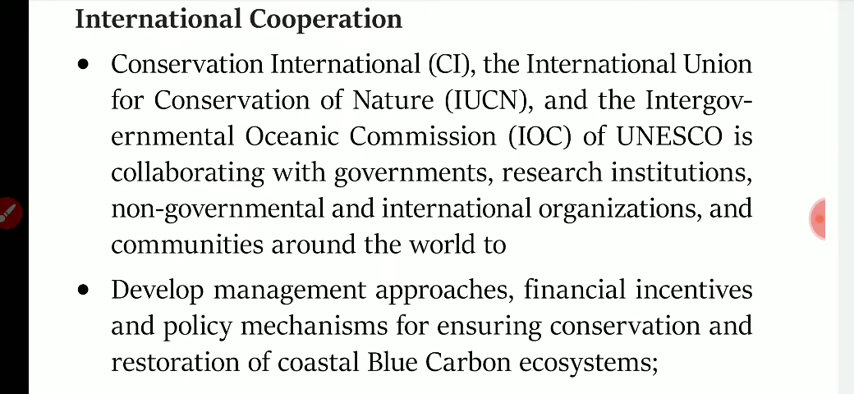 International Cooperation
• Conservation International (CI), the International Union
for Conservation of Nature (IUCN), and the Intergov-
ernmental Oceanic Commission (IOC) of UNESCO is
collaborating with governments, research institutions,
non-governmental and international organizations, and
communities around the world to
• Develop management approaches, financial incentives
and policy mechanisms for ensuring conservation and
restoration of coastal Blue Carbon ecosystems;